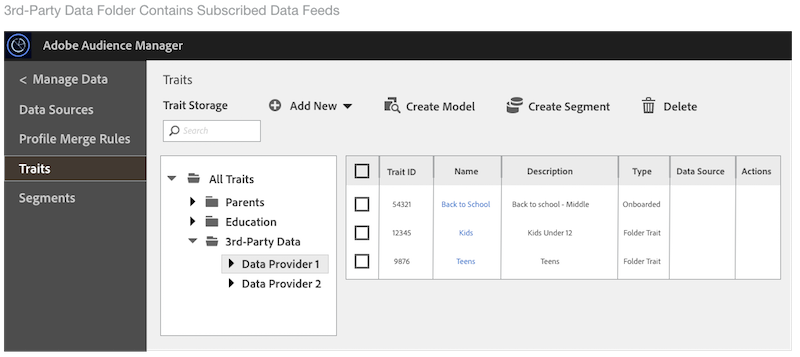 3rd-Party Data Folder Contains Subscribed Data Feeds
Adobe Audience Manager
< Manage Data
Data Sources
Profile Merge Rules
Traits
Segments
Traits
Trait Storage
Add New
Create Model
Create Segment
Delete
Search
All Traits
Parents
Education
3rd-Party Data
Data Provider 1
Data Provider 2
Trait ID Name Description Type Data Source Actions
54321 Back to School Back to school - Middle Onboarded
12345 Kids Kids Under 12 Folder Trait
9876 Teens Teens Folder Trait